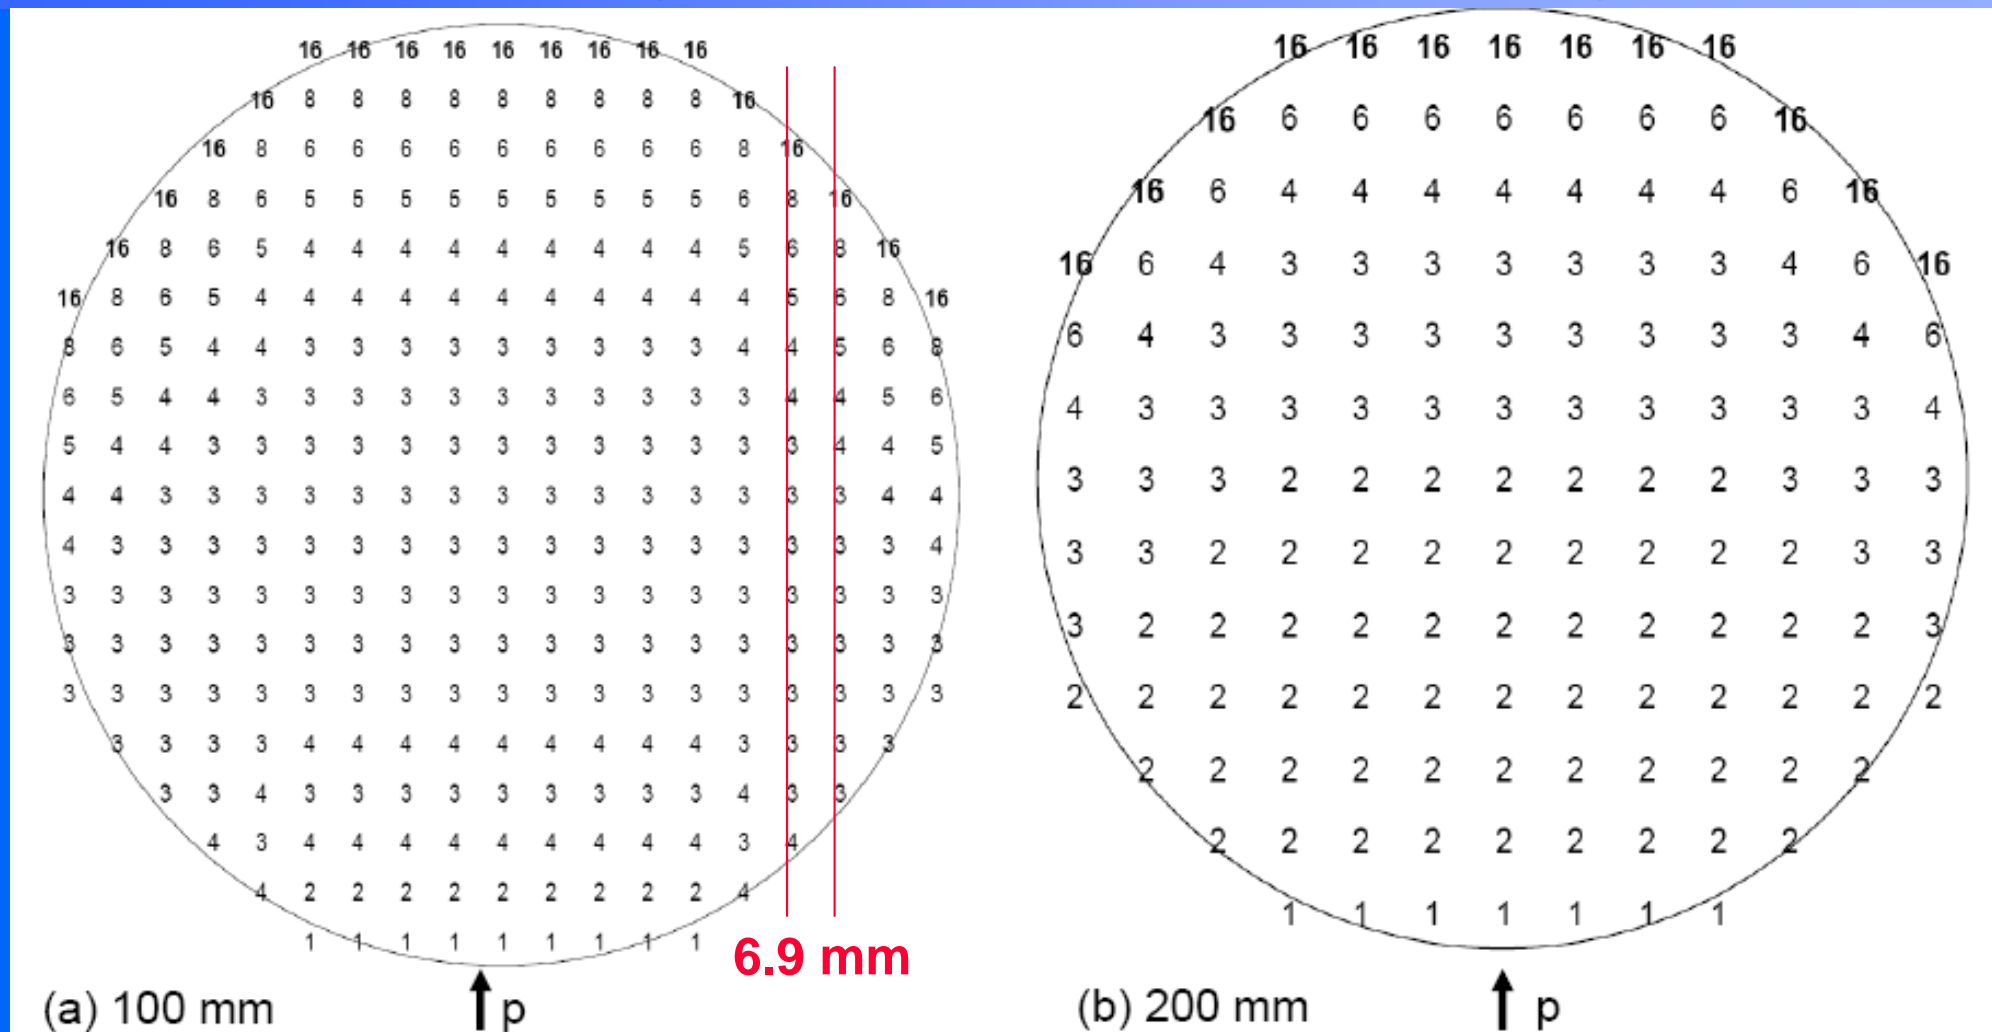 16 16 16 16 16 16 16 16 16
16 8 8 8 8 8 8 8 8 8 16
16 8 6 6 6 6 6 6 6 6 6 8 16
16 8 6 5 5 5 5 5 5 5 5 5 6 8 16
16 8 6 5 4 4 4 4 4 4 4 4 4 5 6 8 16
16 8 6 5 4 4 4 4 4 4 4 4 4 4 4 5 6 8 16
8 6 5 4 4 3 3 3 3 3 3 3 3 3 4 4 5 6 8
6 5 4 4 3 3 3 3 3 3 3 3 3 3 3 4 4 5 6
5 4 4 3 3 3 3 3 3 3 3 3 3 3 3 3 4 4 5
4 4 3 3 3 3 3 3 3 3 3 3 3 3 3 3 3 4 4
4 3 3 3 3 3 3 3 3 3 3 3 3 3 3 3 3 3 4
3 3 3 3 3 3 3 3 3 3 3 3 3 3 3 3 3 3 3
3 3 3 3 3 3 3 3 3 3 3 3 3 3 3 3 3 3 3
3 3 3 3 3 3 3 3 3 3 3 3 3 3 3 3 3 3 3
3 3 3 3 4 4 4 4 4 4 4 4 4 3 3 3 3
3 3 4 3 3 3 3 3 3 3 3 3 4 3 3
4 3 4 4 4 4 4 4 4 4 4 3 4
4 2 2 2 2 2 2 2 2 2 4
1 1 1 1 1 1 1 1 1
6.9 mm
(a) 100 mm
p
16 16 16 16 16 16 16
16 6 6 6 6 6 6 6 16
16 6 4 4 4 4 4 4 4 6 16
16 6 4 3 3 3 3 3 3 3 4 6 16
6 4 3 3 3 3 3 3 3 3 3 4 6
4 3 3 3 3 3 3 3 3 3 3 3 4
3 3 3 2 2 2 2 2 2 2 3 3 3
3 3 2 2 2 2 2 2 2 2 2 3 3
3 2 2 2 2 2 2 2 2 2 2 2 3
2 2 2 2 2 2 2 2 2 2 2 2 2
2 2 2 2 2 2 2 2 2 2 2
2 2 2 2 2 2 2 2 2
1 1 1 1 1 1 1
(b) 200 mm
p